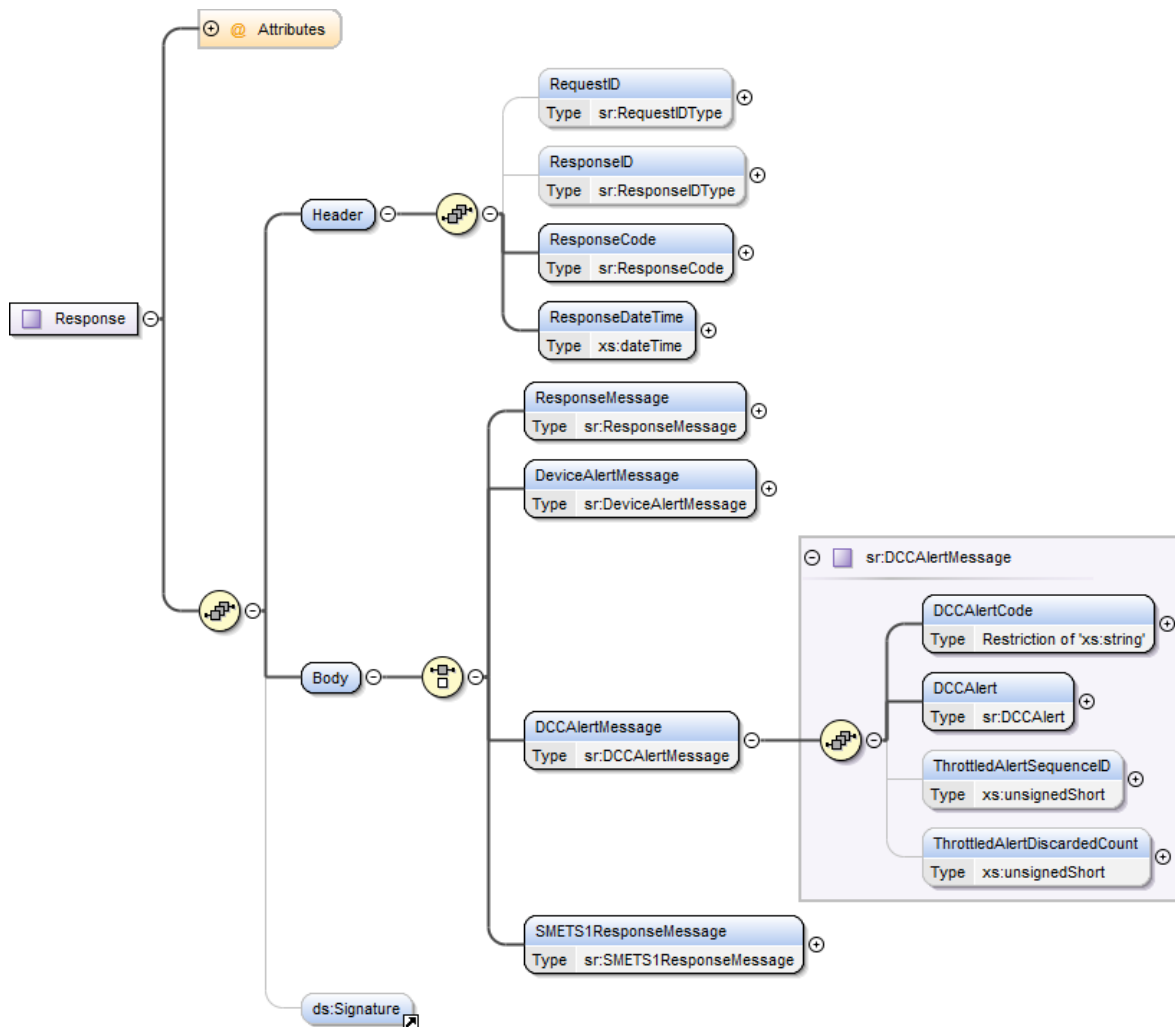 @ Attributes
RequestID
Type sr:RequestIDType
ResponseID
Type sr:ResponseIDType
Header
ResponseCode
Type sr:ResponseCode
Response
ResponseDateTime
Type xs:dateTime
ResponseMessage
Type sr:ResponseMessage
DeviceAlertMessage
Type sr:DeviceAlertMessage
sr:DCCAlertMessage
DCCAlertCode
Type Restriction of 'xs:string'
Body
DCCAlert
Type sr:DCCAlert
DCCAlertMessage
Type sr:DCCAlertMessage
ThrottledAlertSequenceID
Type xs:unsignedShort
ThrottledAlertDiscardedCount
Type xs:unsignedShort
SMETS1ResponseMessage
Type sr:SMETS1ResponseMessage
ds:Signature